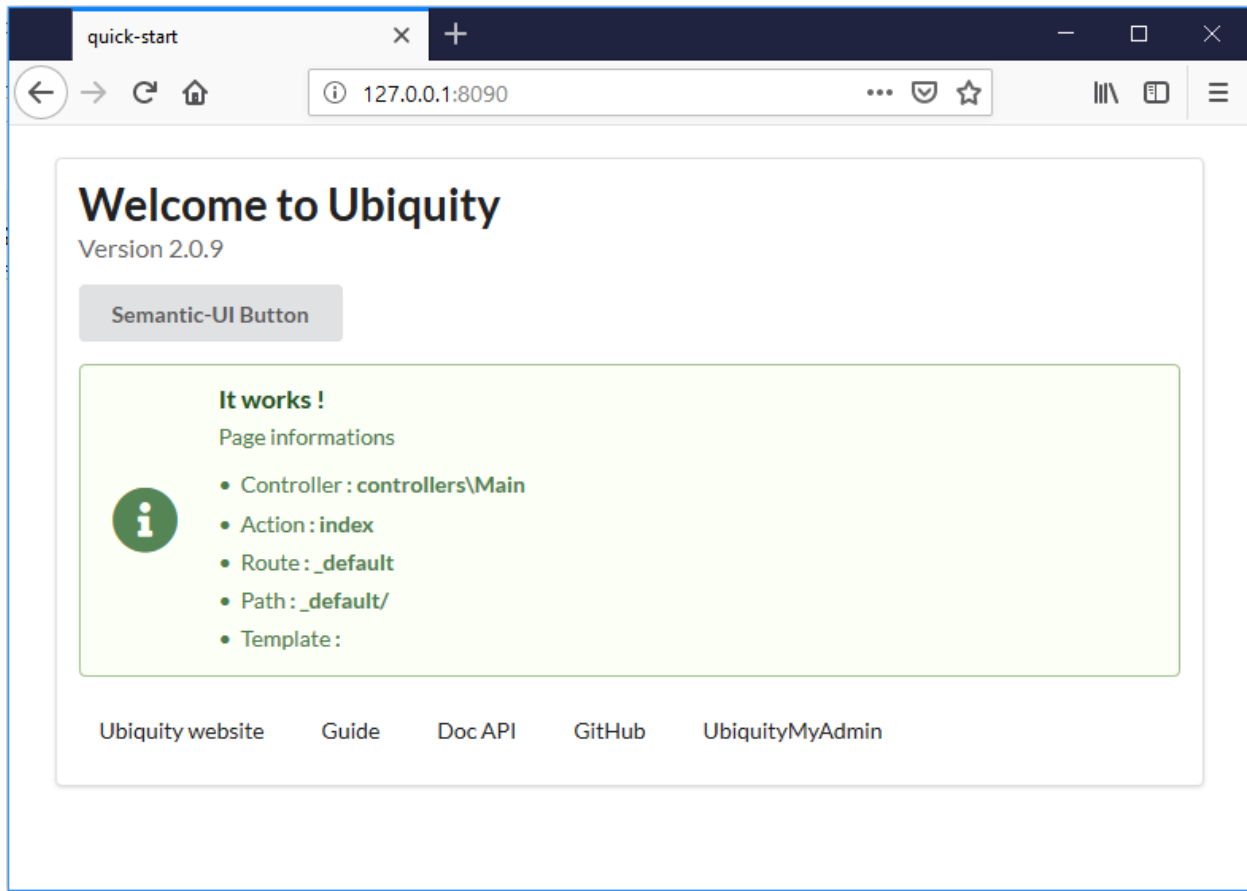 quick-start
127.0.0.1:8090
Welcome to Ubiquity
Version 2.0.9
Semantic-UI Button
It works !
Page informations
• Controller : controllers\Main
• Action : index
• Route : _default
• Path : _default/
• Template :
Ubiquity website Guide Doc API GitHub UbiquityMyAdmin